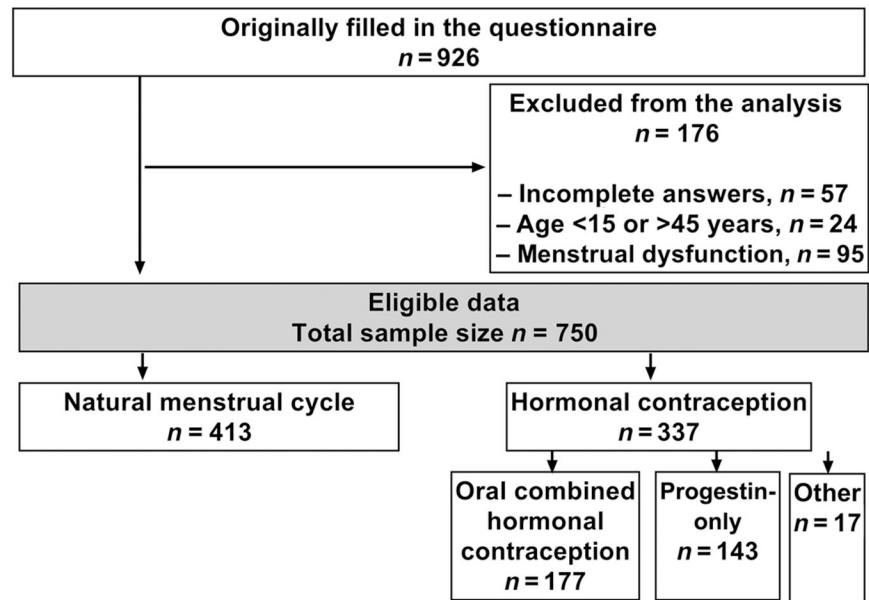 Originally filled in the questionnaire
n = 926
Excluded from the analysis
n = 176
– Incomplete answers, n = 57
– Age <15 or >45 years, n = 24
– Menstrual dysfunction, n = 95
Eligible data
Total sample size n = 750
Natural menstrual cycle
n = 413
Hormonal contraception
n = 337
Oral combined
hormonal
contraception
n = 177
Progestin-
only
n = 143
Other
n = 17